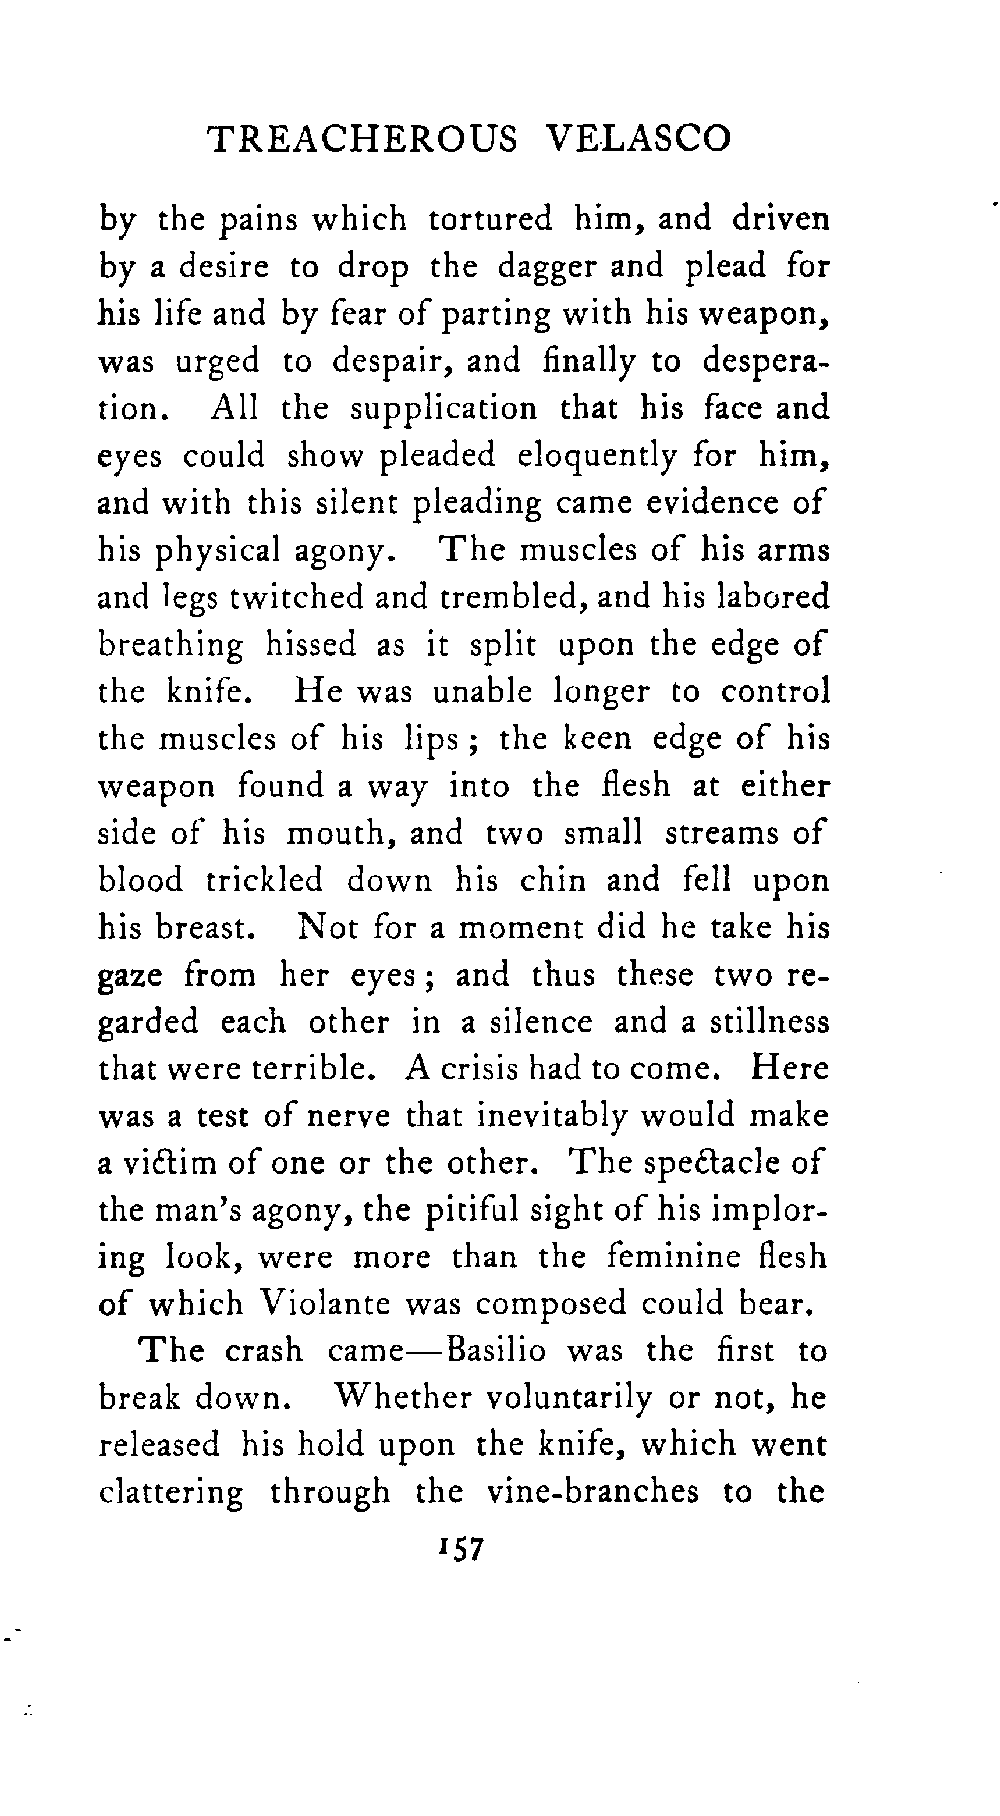 TREACHEROUS VELASCO
by the pains which tortured him, and driven
by a desire to drop the dagger and plead for
his life and by fear of parting with his weapon,
was urged to despair, and finally to despera-
tion. All the supplication that his face and
eyes could show pleaded eloquently for him,
and with this silent pleading came evidence of
his physical agony. The muscles of his arms
and legs twitched and trembled, and his labored
breathing hissed as it split upon the edge of
the knife. He was unable longer to control
the muscles of his lips ; the keen edge of his
weapon found a way into the flesh at either
side of his mouth, and two small streams of
blood trickled down his chin and fell upon
his breast. Not for a moment did he take his
gaze from her eyes ; and thus these two re-
garded each other in a silence and a stillness
that were terrible. A crisis had to come. Here
was a test of nerve that inevitably would make
a victim of one or the other. The spectacle of
the man's agony, the pitiful sight of his implor-
ing look, were more than the feminine flesh
of which Violante was composed could bear.
The crash came—Basilio was the first to
break down. Whether voluntarily or not, he
released his hold upon the knife, which went
clattering through the vine-branches to the
157